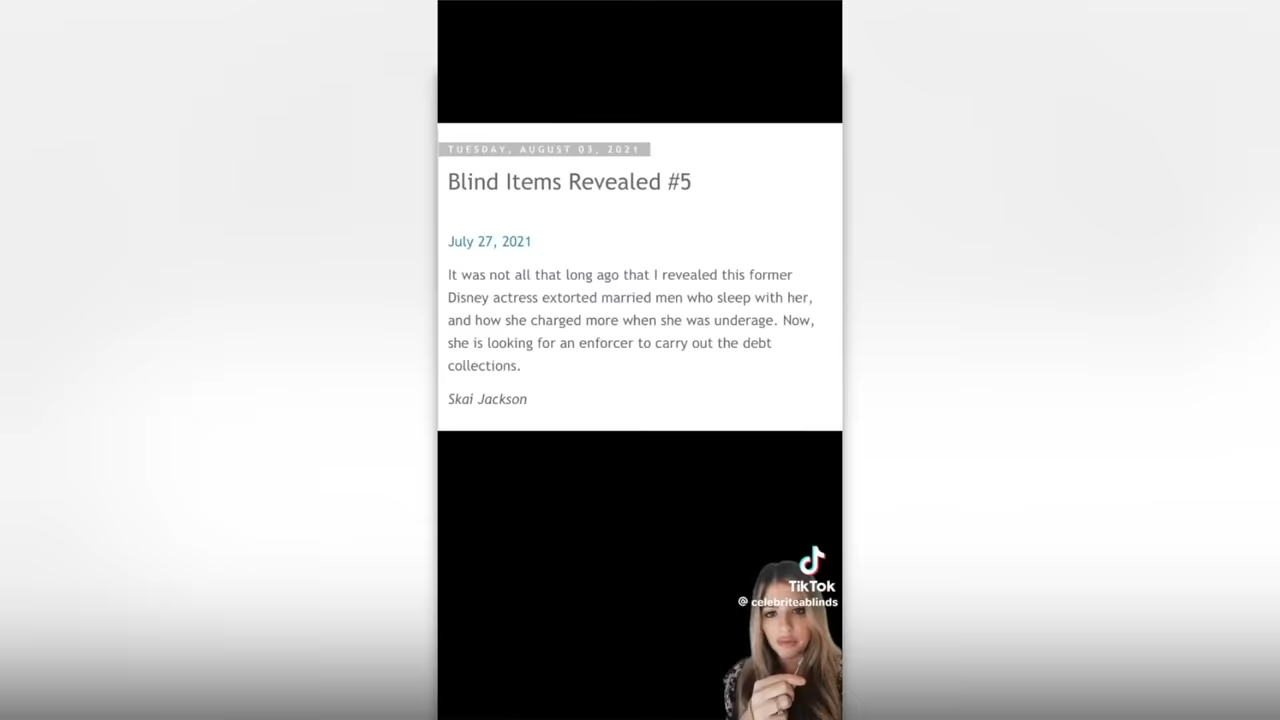 TUESDAY, AUGUST 03, 2021
Blind Items Revealed #5
July 27, 2021
It was not all that long ago that I revealed this former
Disney actress extorted married men who sleep with her,
and how she charged more when she was underage. Now,
she is looking for an enforcer to carry out the debt
collections.
Skai Jackson
TikTok
@ celebriteablinds